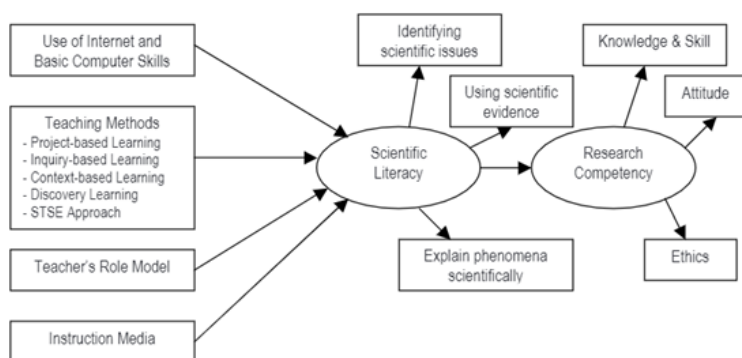 Use of Internet and
Basic Computer Skills
Teaching Methods
- Project-based Learning
- Inquiry-based Learning
- Context-based Learning
- Discovery Learning
- STSE Approach
Teacher's Role Model
Instruction Media
Identifying
scientific issues
Using scientific
evidence
Scientific
Literacy
Explain phenomena
scientifically
Knowledge & Skill
Attitude
Research
Competency
Ethics